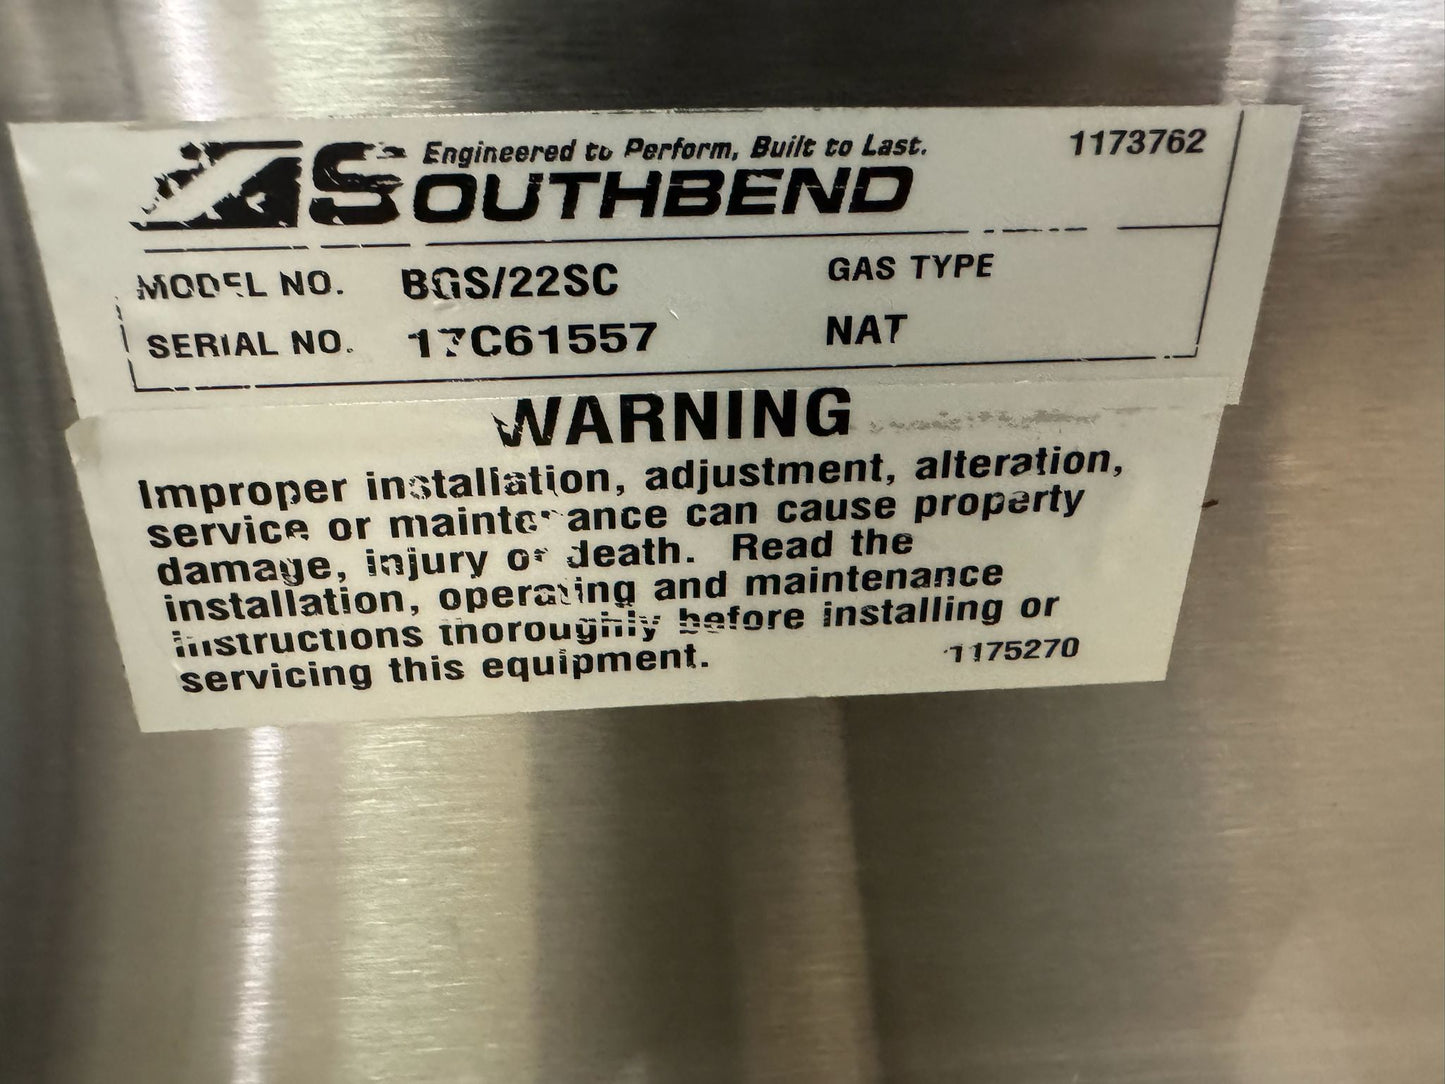 Engineered to Perform, Built to Last.
SOUTHBEND
1173762
MODEL NO. BGS/22SC
GAS TYPE
SERIAL NO. 17C61557
NAT
WARNING
Improper installation, adjustment, alteration,
service or maintenance can cause property
damage, injury or death. Read the
installation, operating and maintenance
instructions thoroughly before installing or
servicing this equipment.
1175270